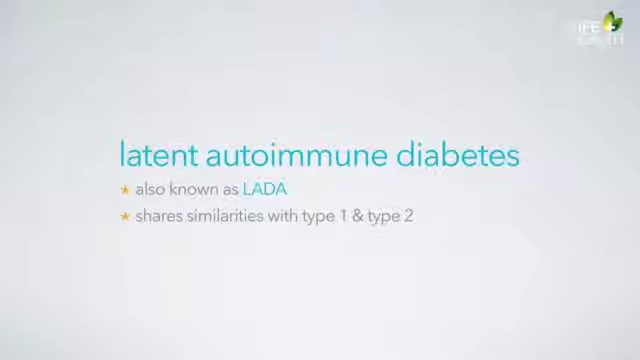 latent autoimmune diabetes
* also known as LADA
* shares similarities with type 1 & type 2